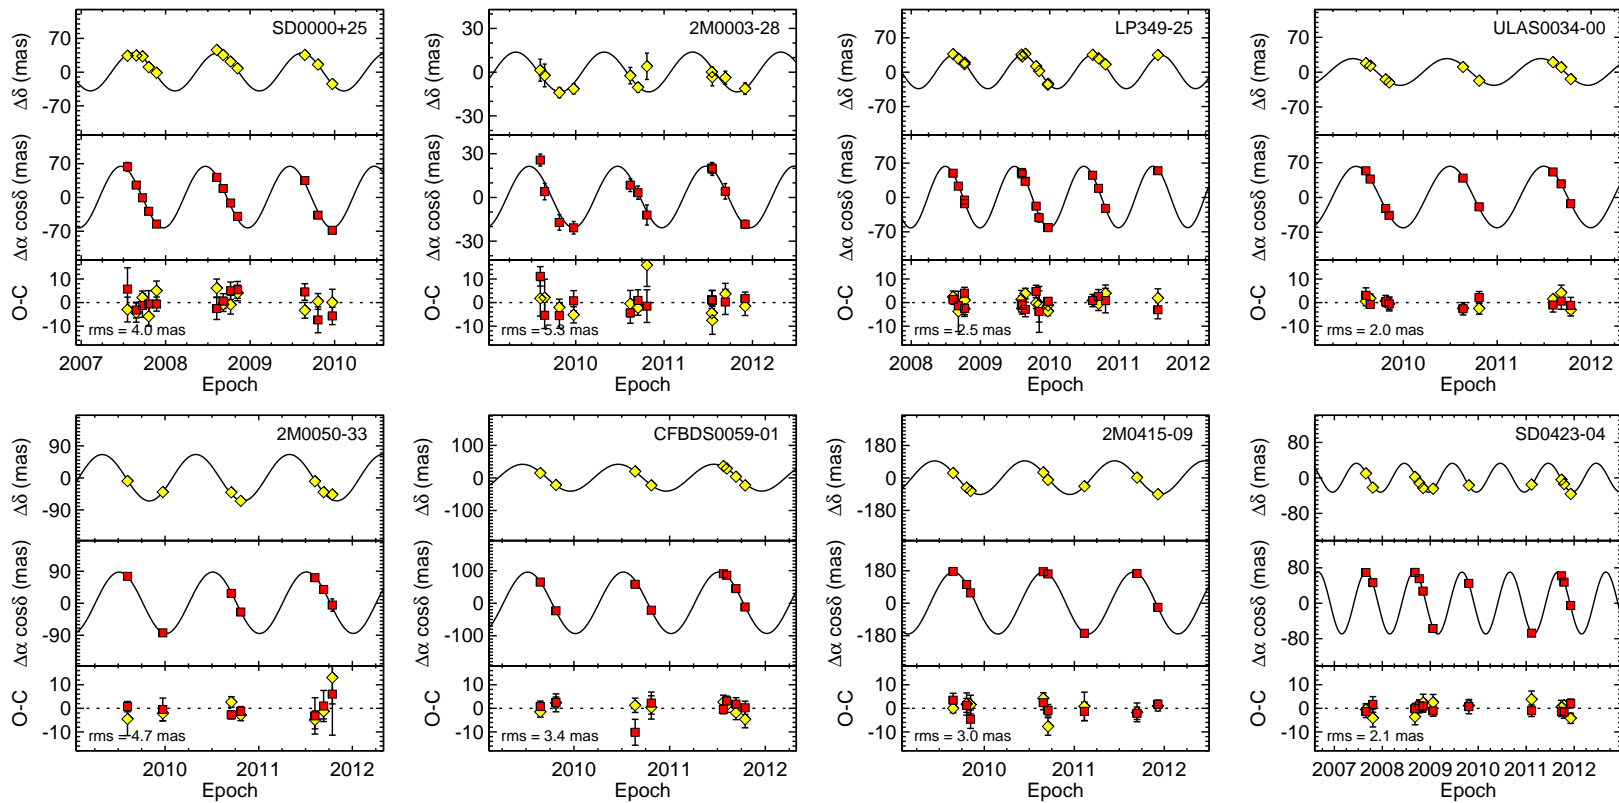 SD0000+25
Δδ (mas)
70
0
-70
Δα cosδ (mas)
70
0
-70
O-C
10
0
-10
rms = 4.0 mas
2007 2008 2009 2010
Epoch
2M0003-28
Δδ (mas)
30
0
-30
Δα cosδ (mas)
30
0
-30
O-C
10
0
-10
rms = 5.3 mas
2010 2011 2012
Epoch
LP349-25
Δδ (mas)
70
0
-70
Δα cosδ (mas)
70
0
-70
O-C
10
0
-10
rms = 2.5 mas
2008 2009 2010 2011 2012
Epoch
ULAS0034-00
Δδ (mas)
70
0
-70
Δα cosδ (mas)
70
0
-70
O-C
10
0
-10
rms = 2.0 mas
2010 2011 2012
Epoch
2M0050-33
Δδ (mas)
90
0
-90
Δα cosδ (mas)
90
0
-90
O-C
10
0
-10
rms = 4.7 mas
2010 2011 2012
Epoch
CFBDS0059-01
Δδ (mas)
100
0
-100
Δα cosδ (mas)
100
0
-100
O-C
10
0
-10
rms = 3.4 mas
2010 2011 2012
Epoch
2M0415-09
Δδ (mas)
180
0
-180
Δα cosδ (mas)
180
0
-180
O-C
10
0
-10
rms = 3.0 mas
2010 2011 2012
Epoch
SD0423-04
Δδ (mas)
80
0
-80
Δα cosδ (mas)
80
0
-80
O-C
10
0
-10
rms = 2.1 mas
2007 2008 2009 2010 2011 2012
Epoch